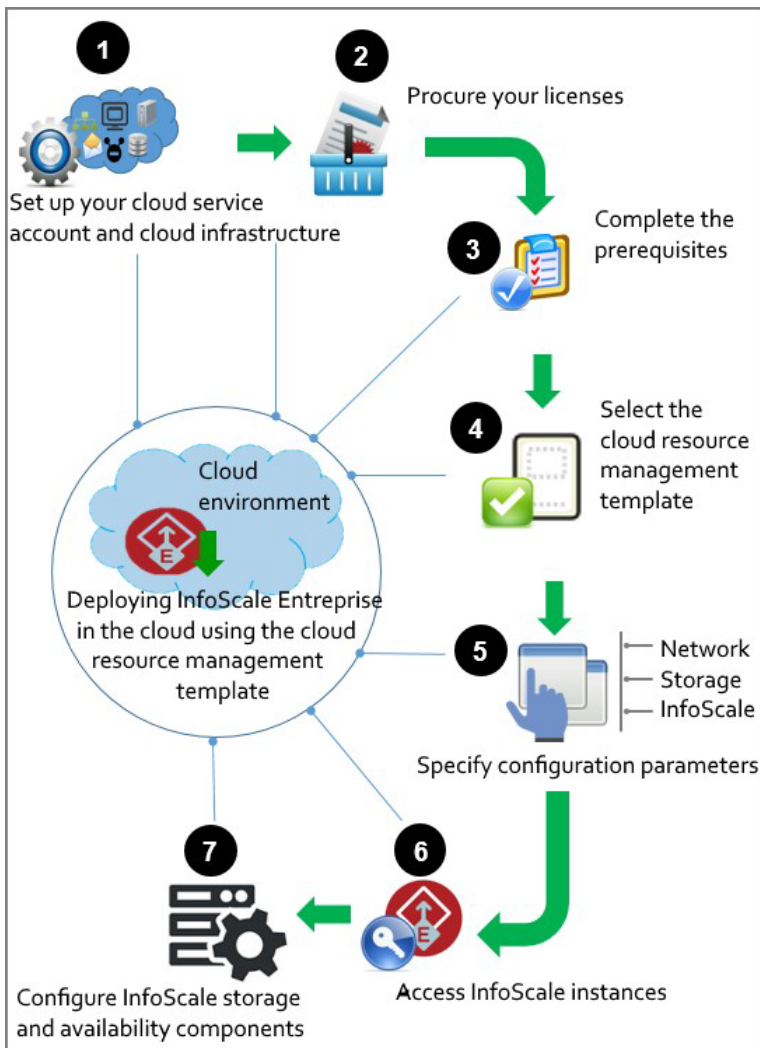 1
Set up your cloud service
account and cloud infrastructure
2
Procure your licenses
3
Complete the
prerequisites
4
Select the
cloud resource
management
template
5
Network
Storage
InfoScale
Specify configuration parameters
6
E
Access InfoScale instances
7
Configure InfoScale storage
and availability components
Cloud
environment
E
Deploying InfoScale Entreprise
in the cloud using the cloud
resource management
template